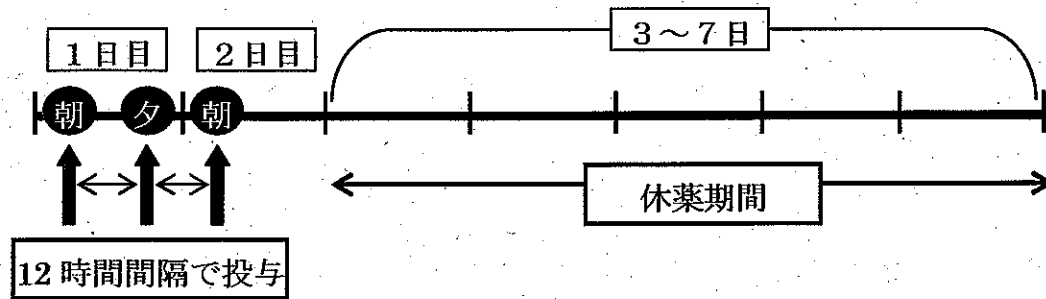 1日目
2日目
3～7日
朝
夕
朝
休薬期間
12時間間隔で投与